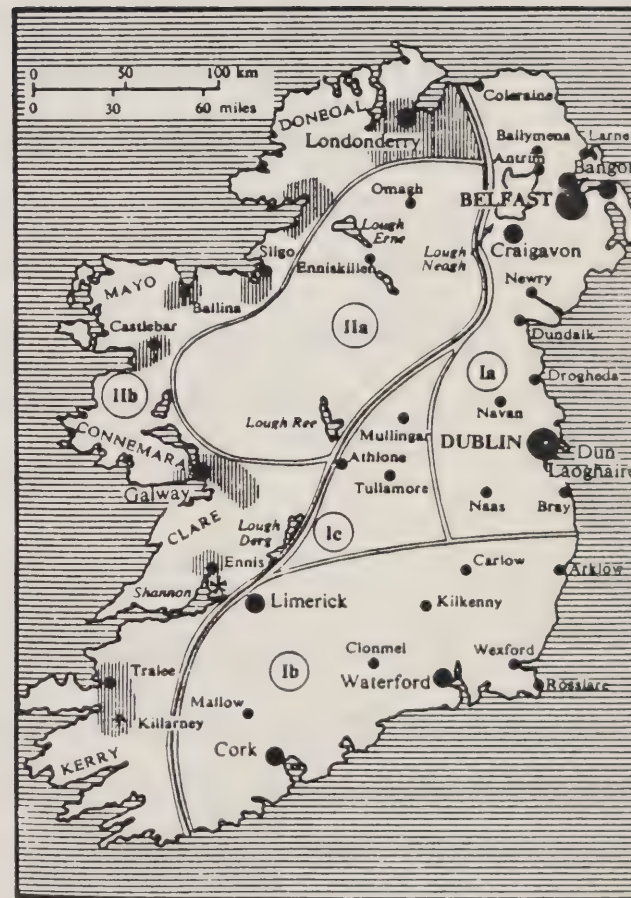 0 50 100 km
0 30 60 miles
DONEGAL
Londonderry
Coleraine
Ballymena
Larne
Antrim
Bangor
BELFAST
Omagh
Lough
Erne
Lough
Neagh
Craigavon
Sligo
Enniskillen
Newry
MAYO
Ballina
Dundalk
Castlebar
IIa
Ia
Drogheda
IIb
Navan
Lough Ree
Mullingar
DUBLIN
Dun
Laoghaire
CONNEMARA
Athlone
Galway
Tullamore
Naas
Bray
CLARE
Lough
Derg
Ic
Ennis
Carlow
Arklow
Shannon
Limerick
Kilkenny
Clonmel
Wexford
Tralee
Ib
Waterford
Rosslare
Mallow
Killarney
KERRY
Cork
Ib